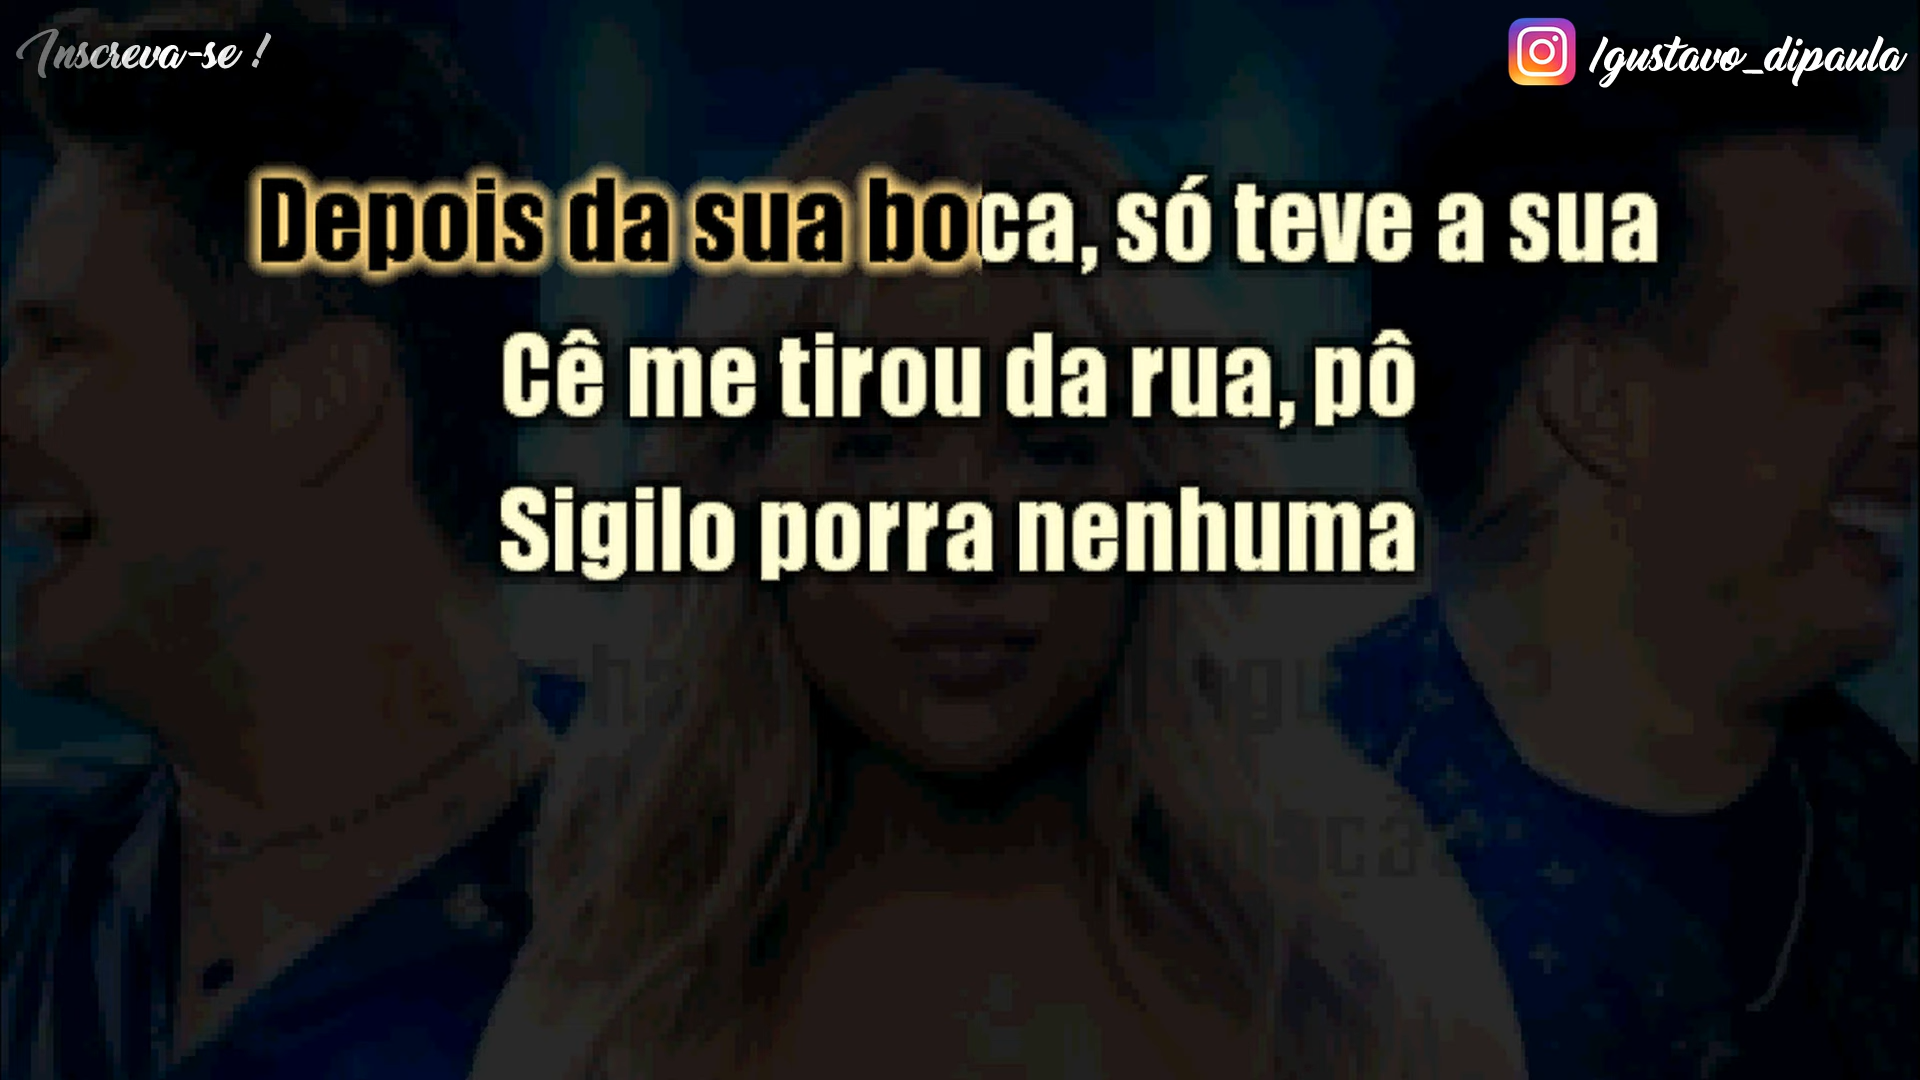 Inscreva-se !
/gustavo_dipaula
Depois da sua boca, só teve a sua
Cê me tirou da rua, pô
Sigilo porra nenhuma